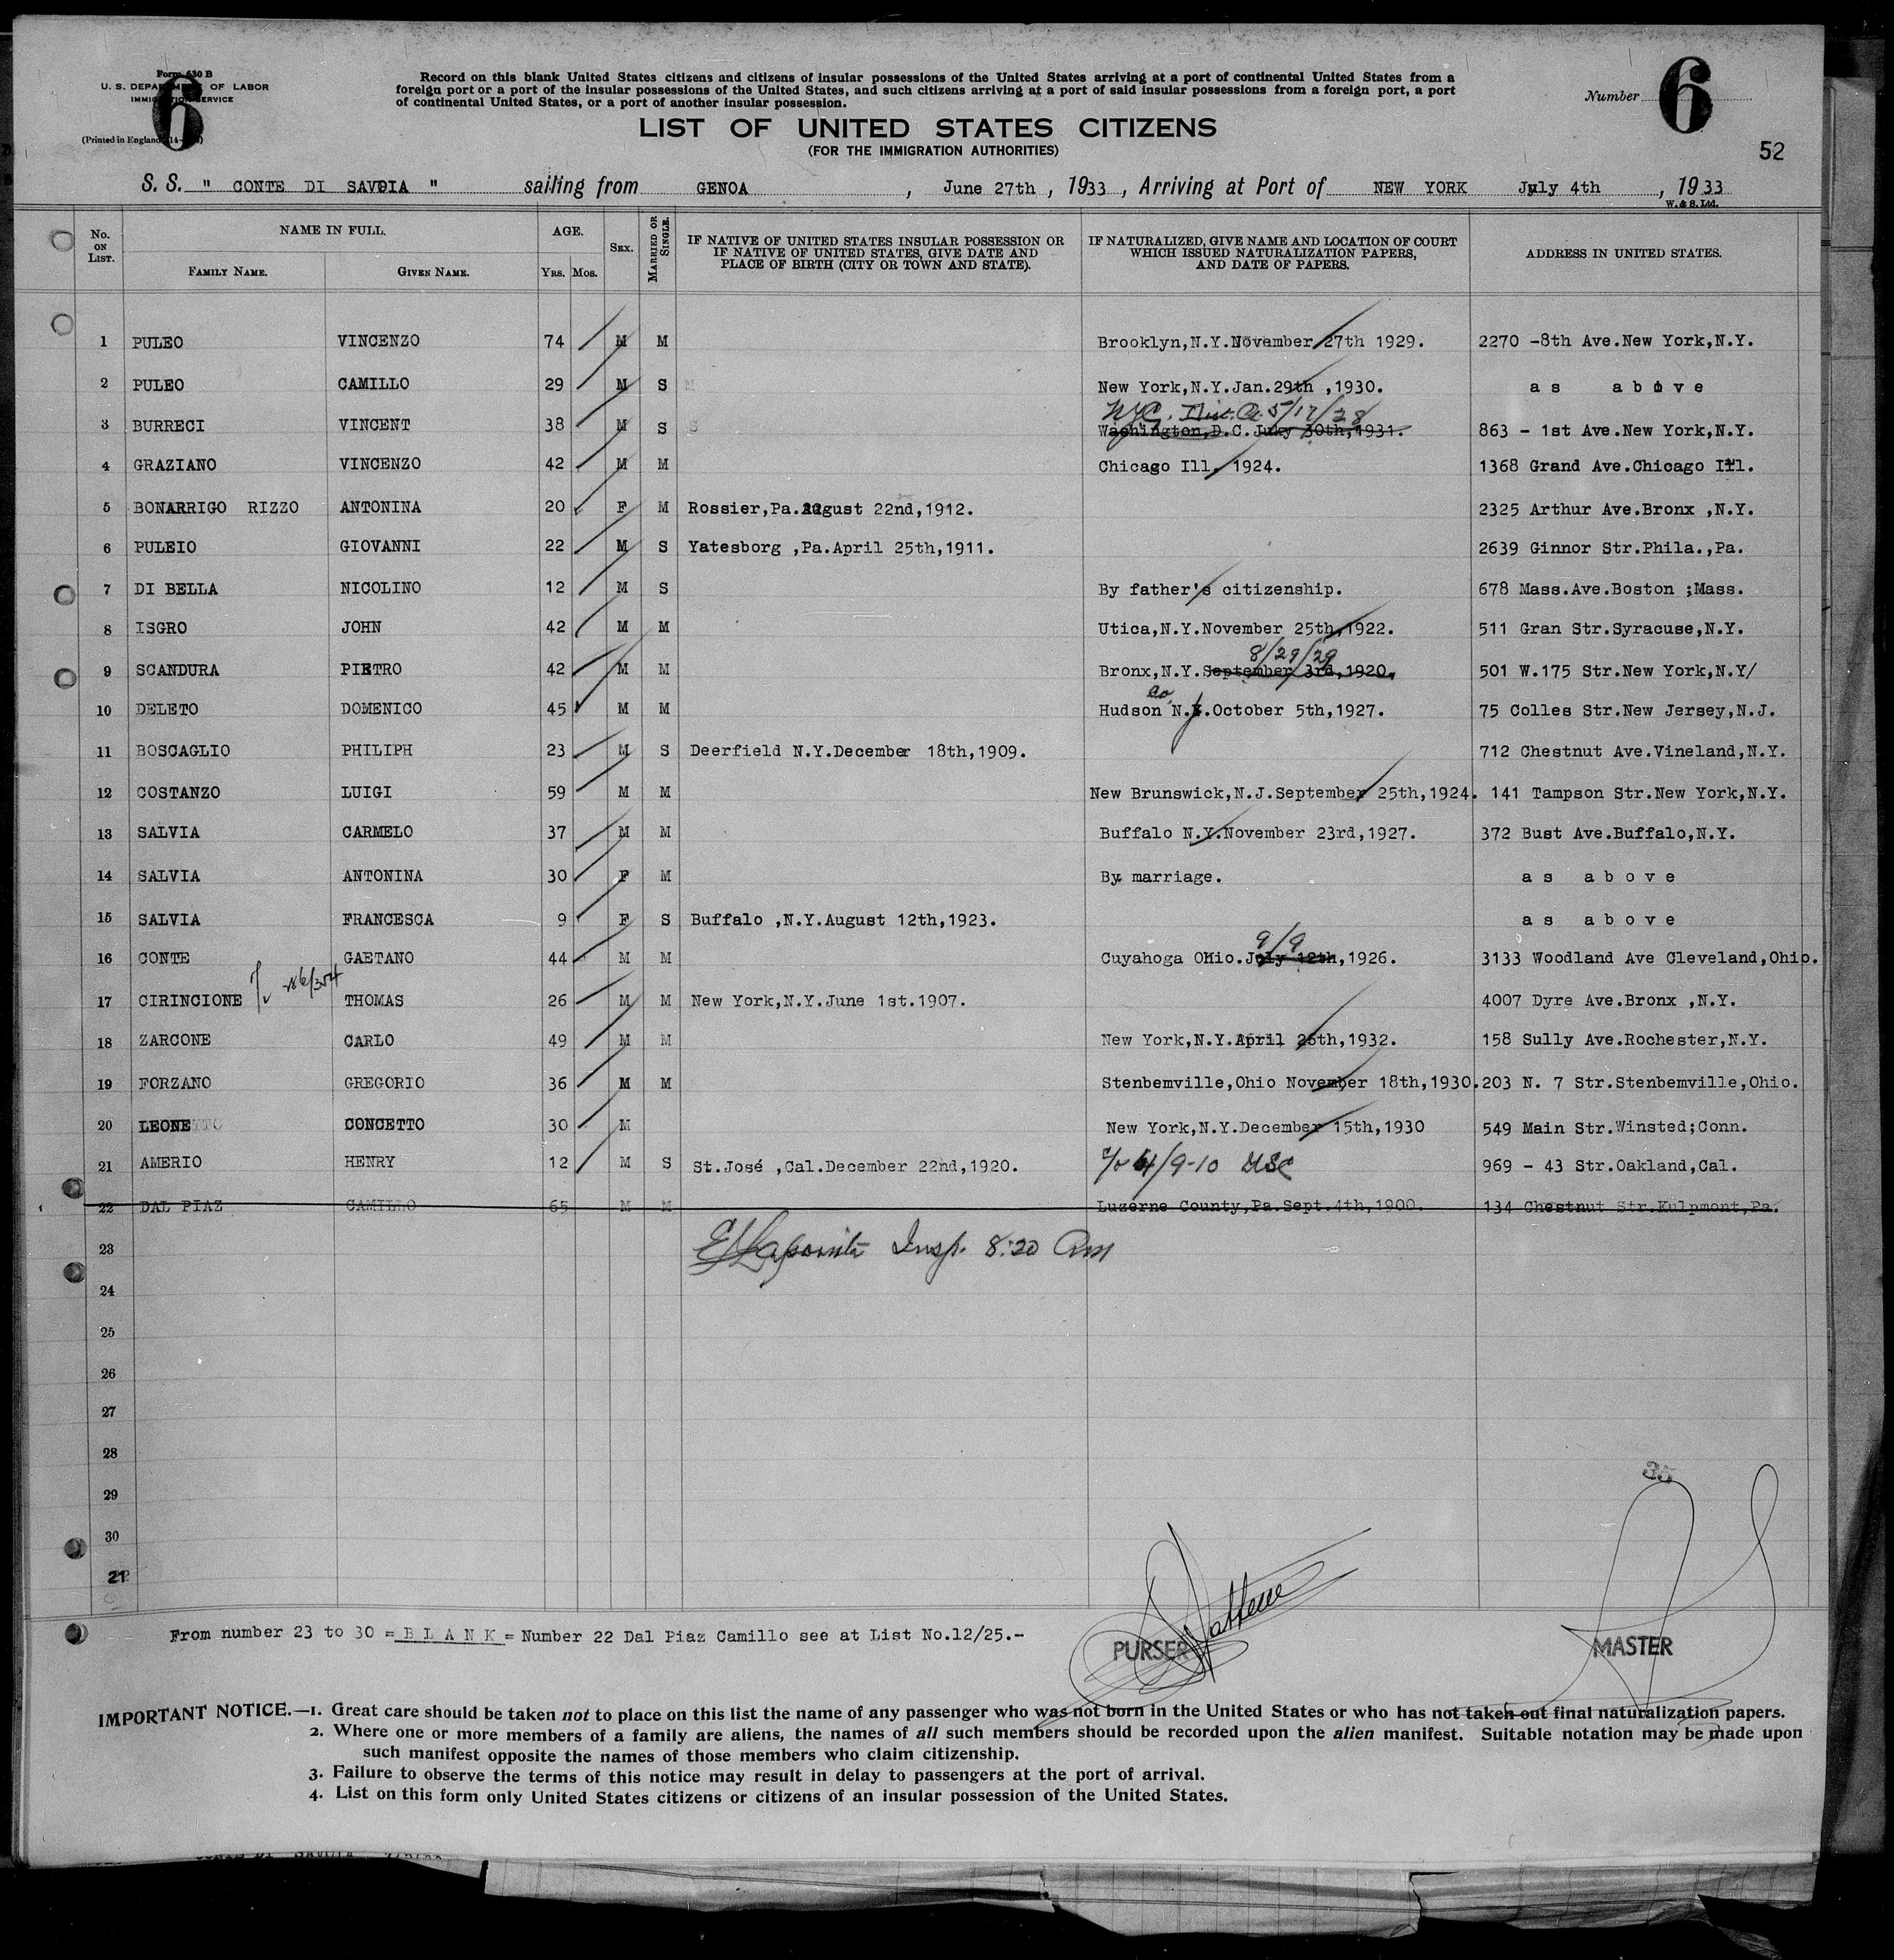 Form 630 B
U. S. DEPARTMENT OF LABOR
IMMIGRATION SERVICE
(Printed in England
6
Record on this blank United States citizens and citizens of insular possessions of the United States arriving at a port of continental United States from a
foreign port or a port of the insular possessions of the United States, and such citizens arriving at a port of said insular possessions from a foreign port, a port
of continental United States, or a port of another insular possession.
Number 6
LIST OF UNITED STATES CITIZENS
(FOR THE IMMIGRATION AUTHORITIES)
52
S. S. " CONTE DI SAVOIA " sailing from GENOA , June 27th , 1933 , Arriving at Port of NEW YORK July 4th , 1933
W. & S. Ltd.
No. ON LIST. NAME IN FULL. FAMILY NAME. GIVEN NAME. AGE. YRS. MOS. SEX. MARRIED OR SINGLE. IF NATIVE OF UNITED STATES INSULAR POSSESSION OR IF NATIVE OF UNITED STATES, GIVE DATE AND PLACE OF BIRTH (CITY OR TOWN AND STATE). IF NATURALIZED, GIVE NAME AND LOCATION OF COURT WHICH ISSUED NATURALIZATION PAPERS, AND DATE OF PAPERS. ADDRESS IN UNITED STATES.
1 PULEO VINCENZO 74 M M Brooklyn,N.Y.November 27th 1929. 2270 -8th Ave.New York,N.Y.
2 PULEO CAMILLO 29 M S New York,N.Y.Jan.29th ,1930. as above
NYC. Dist. Ct. 5/17/28
3 BURRECI VINCENT 38 M S Washington,D.C.July 30th,1931. 863 - 1st Ave.New York,N.Y.
4 GRAZIANO VINCENZO 42 M M Chicago Ill. 1924. 1368 Grand Ave.Chicago Ill.
5 BONARRIGO RIZZO ANTONINA 20 F M Rossier,Pa.August 22nd,1912. 2325 Arthur Ave.Bronx ,N.Y.
6 PULEIO GIOVANNI 22 M S Yatesborg ,Pa.April 25th,1911. 2639 Ginnor Str.Phila.,Pa.
7 DI BELLA NICOLINO 12 M S By father's citizenship. 678 Mass.Ave.Boston ;Mass.
8 ISGRO JOHN 42 M M Utica,N.Y.November 25th,1922. 511 Gran Str.Syracuse,N.Y.
8/29/29
9 SCANDURA PIETRO 42 M M Bronx,N.Y.September 3rd,1920. 501 W.175 Str.New York,N.Y/
Co
10 DELETO DOMENICO 45 M M Hudson N.J.October 5th,1927. 75 Colles Str.New Jersey,N.J.
11 BOSCAGLIO PHILIPH 23 M S Deerfield N.Y.December 18th,1909. 712 Chestnut Ave.Vineland,N.Y.
12 COSTANZO LUIGI 59 M M New Brunswick,N.J.September 25th,1924. 141 Tampson Str.New York,N.Y.
13 SALVIA CARMELO 37 M M Buffalo N.Y.November 23rd,1927. 372 Bust Ave.Buffalo,N.Y.
14 SALVIA ANTONINA 30 F M By marriage. as above
15 SALVIA FRANCESCA 9 F S Buffalo ,N.Y.August 12th,1923. as above
9/9
16 CONTE GAETANO 44 M M Cuyahoga OHio.July 12th,1926. 3133 Woodland Ave Cleveland,Ohio.
17 CIRINCIONE THOMAS 26 M M New York,N.Y.June 1st.1907. 4007 Dyre Ave.Bronx ,N.Y.
18 ZARCONE CARLO 49 M M New York,N.Y.April 26th,1932. 158 Sully Ave.Rochester,N.Y.
19 FORZANO GREGORIO 36 M M Stenbemville,Ohio November 18th,1930. 203 N. 7 Str.Stenbemville,Ohio.
20 LEONE CONCETTO 30 M New York,N.Y.December 15th,1930 549 Main Str.Winsted;Conn.
21 AMERIO HENRY 12 M S St.José ,Cal.December 22nd,1920. 4/9-10 USC 969 - 43 Str.Oakland,Cal.
22 DAL PIAZ CAMILLO 65 M M Luzerne County,Pa.Sept.4th,1900. 134 Chestnut Str.Kulpmont,Pa.
23 Insp. 8:20 Am
24
25
26
27
28
29
35
30
21
From number 23 to 30 = B L A N K = Number 22 Dal Piaz Camillo see at List No.12/25.-
PURSER MASTER
IMPORTANT NOTICE.—1. Great care should be taken not to place on this list the name of any passenger who was not born in the United States or who has not taken out final naturalization papers.
2. Where one or more members of a family are aliens, the names of all such members should be recorded upon the alien manifest. Suitable notation may be made upon
such manifest opposite the names of those members who claim citizenship.
3. Failure to observe the terms of this notice may result in delay to passengers at the port of arrival.
4. List on this form only United States citizens or citizens of an insular possession of the United States.